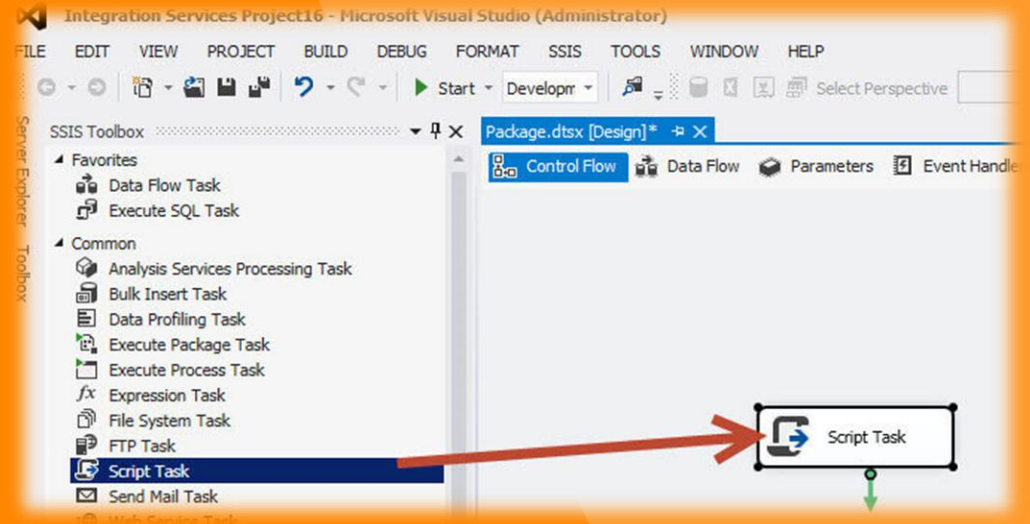 Integration Services Project16 - Microsoft Visual Studio (Administrator)
FILE EDIT VIEW PROJECT BUILD DEBUG FORMAT SSIS TOOLS WINDOW HELP
Start Developm Select Perspective
Server Explorer
Toolbox
SSIS Toolbox
Favorites
Data Flow Task
Execute SQL Task
Common
Analysis Services Processing Task
Bulk Insert Task
Data Profiling Task
Execute Package Task
Execute Process Task
Expression Task
File System Task
FTP Task
Script Task
Send Mail Task
Web Service Task
Package.dtsx [Design]*
Control Flow Data Flow Parameters Event Handle
Script Task